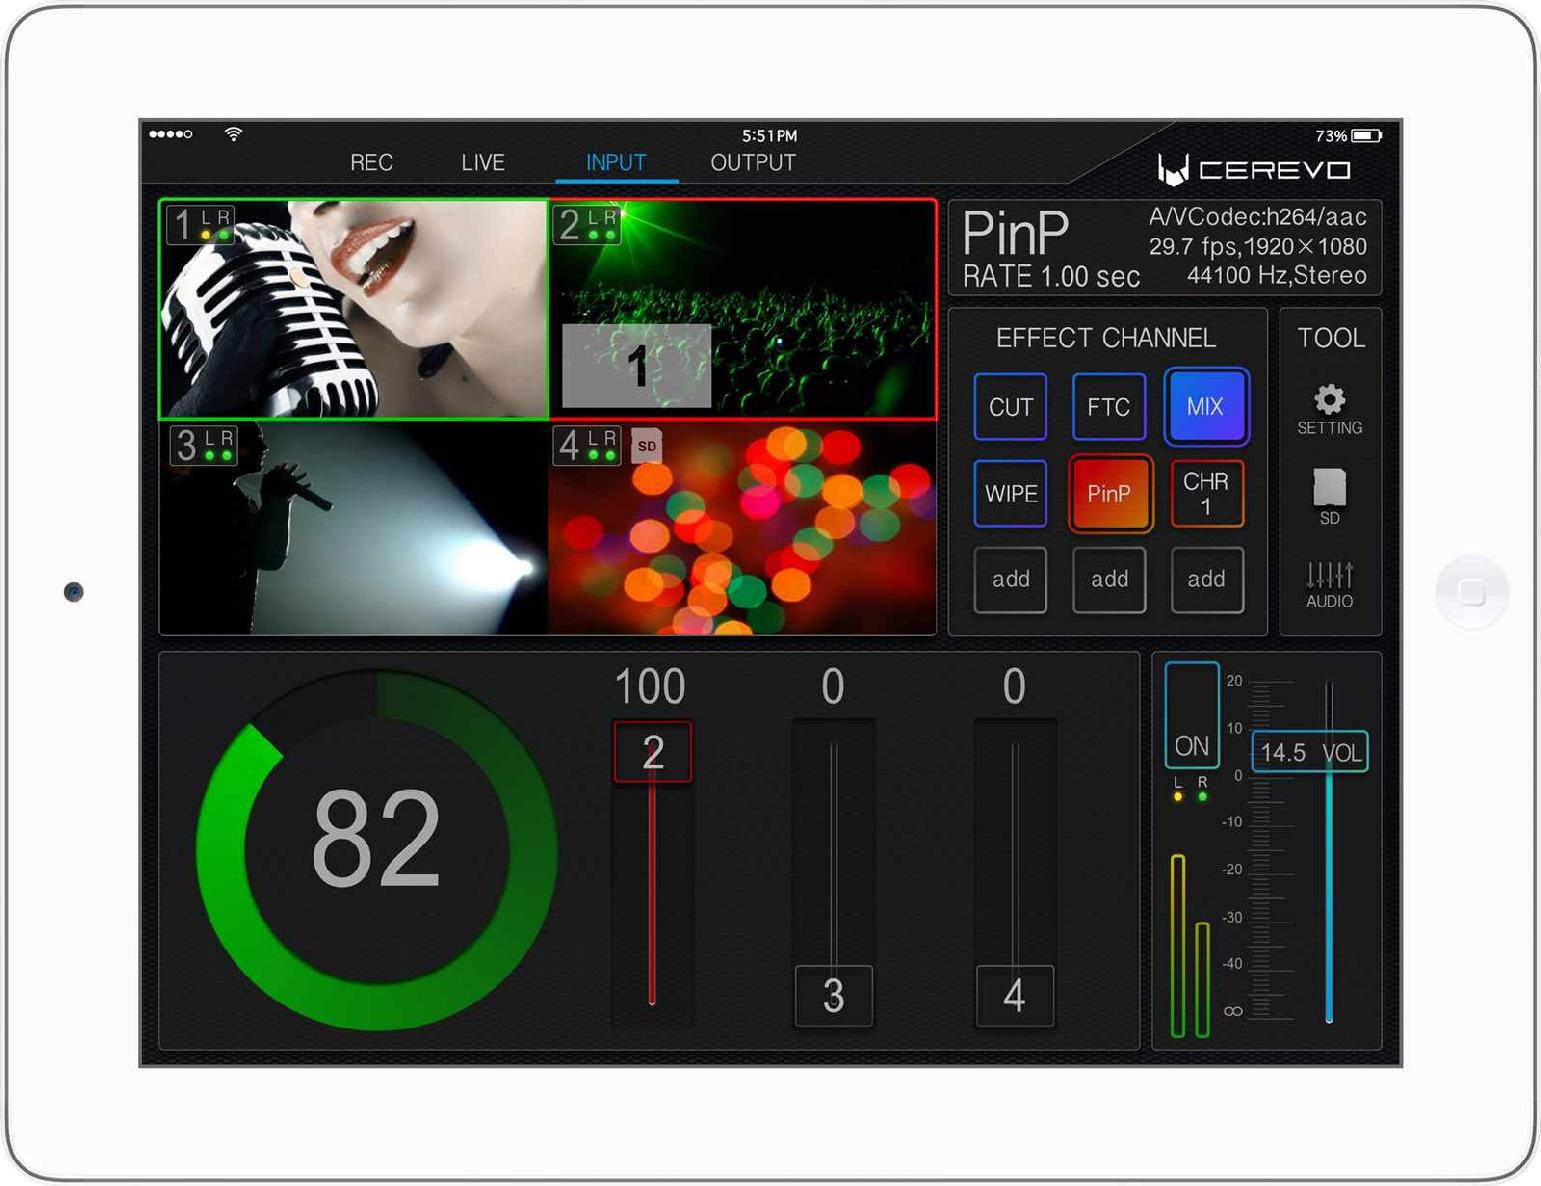 5:51PM
73%
REC LIVE INPUT OUTPUT
CEREVO
1 L R
2 L R
1
3 L R
4 L R SD
PinP
A/VCodec:h264/aac
29.7 fps,1920×1080
RATE 1.00 sec
44100 Hz,Stereo
EFFECT CHANNEL
CUT FTC MIX
WIPE PinP CHR
1
add add add
TOOL
SETTING
SD
AUDIO
82
100 0 0
2
3 4
ON
L R
20
10
14.5 VOL
0
-10
-20
-30
-40
∞